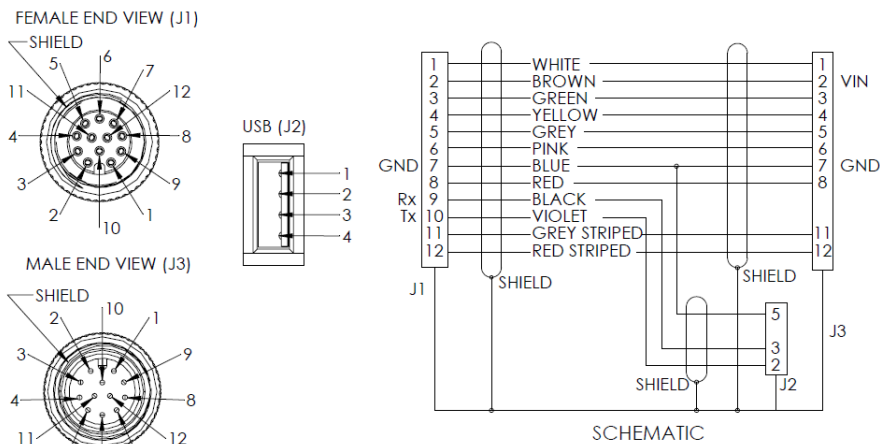 FEMALE END VIEW (J1)
SHIELD
5
6
7
11
12
4
8
3
9
2
1
10
USB (J2)
1
2
3
4
MALE END VIEW (J3)
SHIELD
10
2
1
3
9
4
8
11
12
1 WHITE 1
2 BROWN 2 VIN
3 GREEN 3
4 YELLOW 4
5 GREY 5
6 PINK 6
GND 7 BLUE 7 GND
8 RED 8
Rx 9 BLACK
Tx 10 VIOLET
11 GREY STRIPED 11
12 RED STRIPED 12
J1
SHIELD
SHIELD
J3
5
3
2
SHIELD
J2
SCHEMATIC